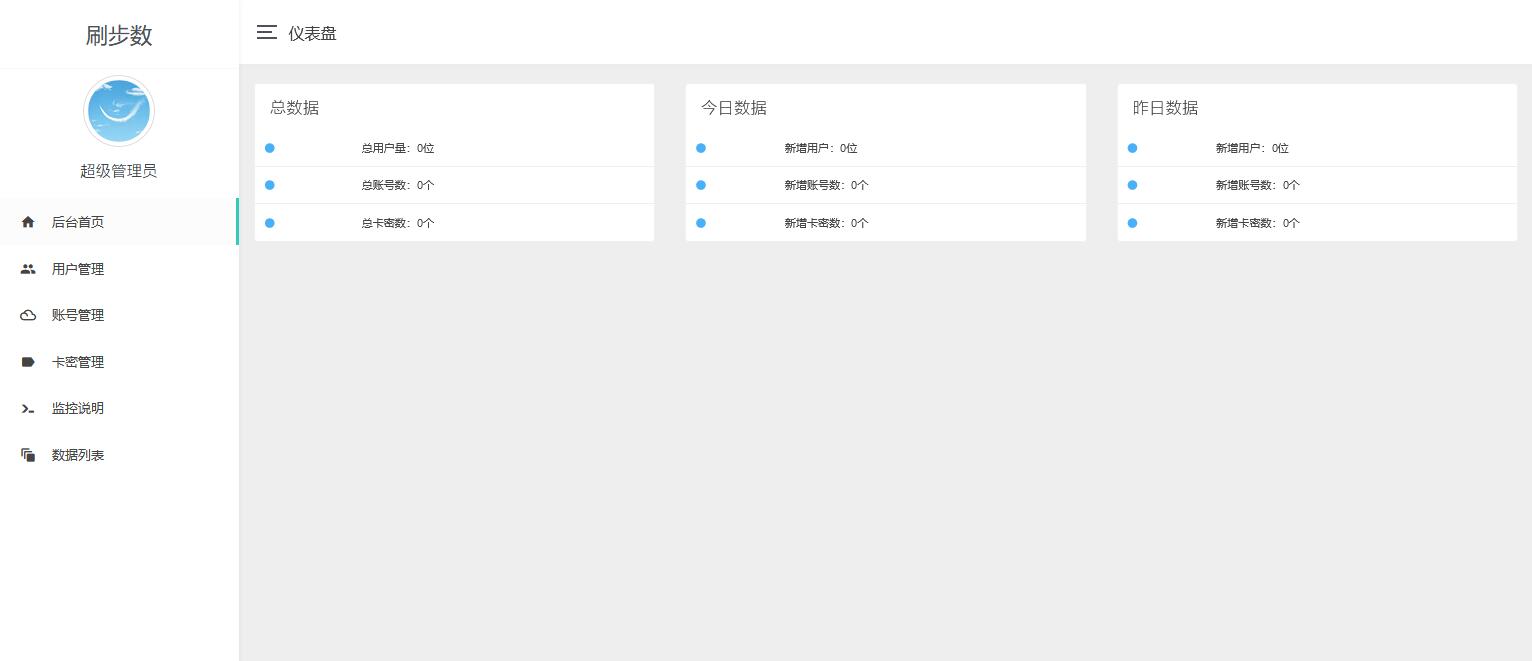 刷步数
超级管理员
后台首页
用户管理
账号管理
卡密管理
监控说明
数据列表
仪表盘
总数据
总用户量：0位
总账号数：0个
总卡密数：0个
今日数据
新增用户：0位
新增账号数：0个
新增卡密数：0个
昨日数据
新增用户：0位
新增账号数：0个
新增卡密数：0个